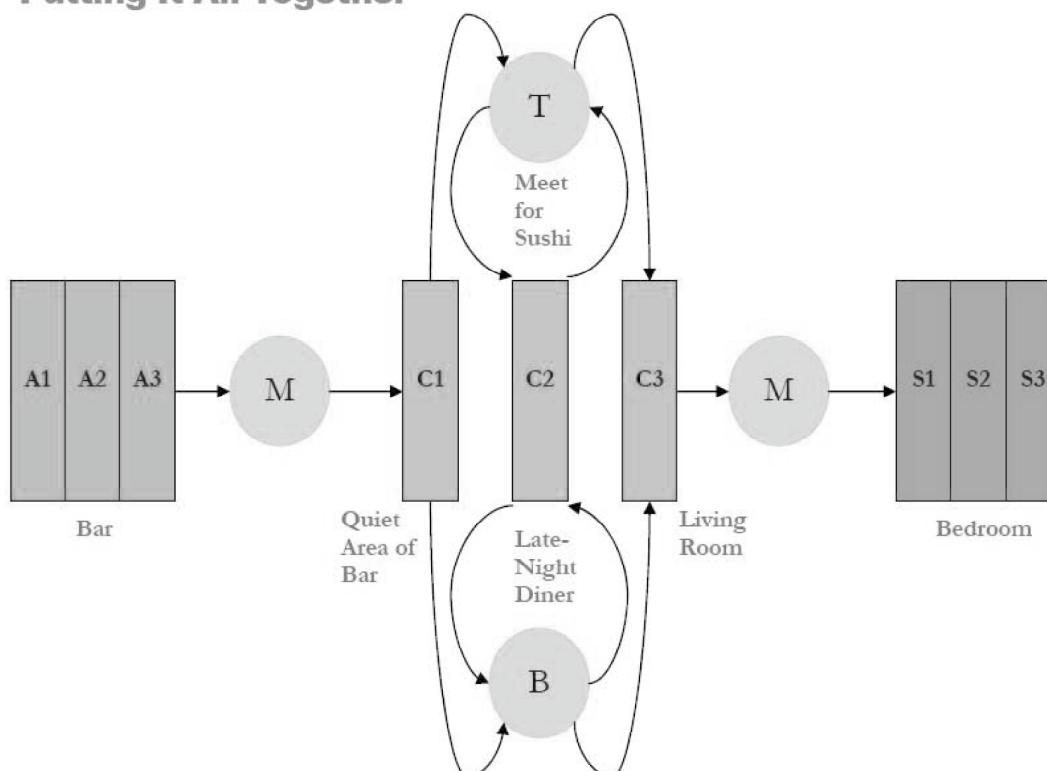 Putting It All Together
T
Meet
for
Sushi
A1 A2 A3
M
C1
C2
C3
M
S1 S2 S3
Bar
Quiet
Area of
Bar
Late-
Night
Diner
Living
Room
Bedroom
B